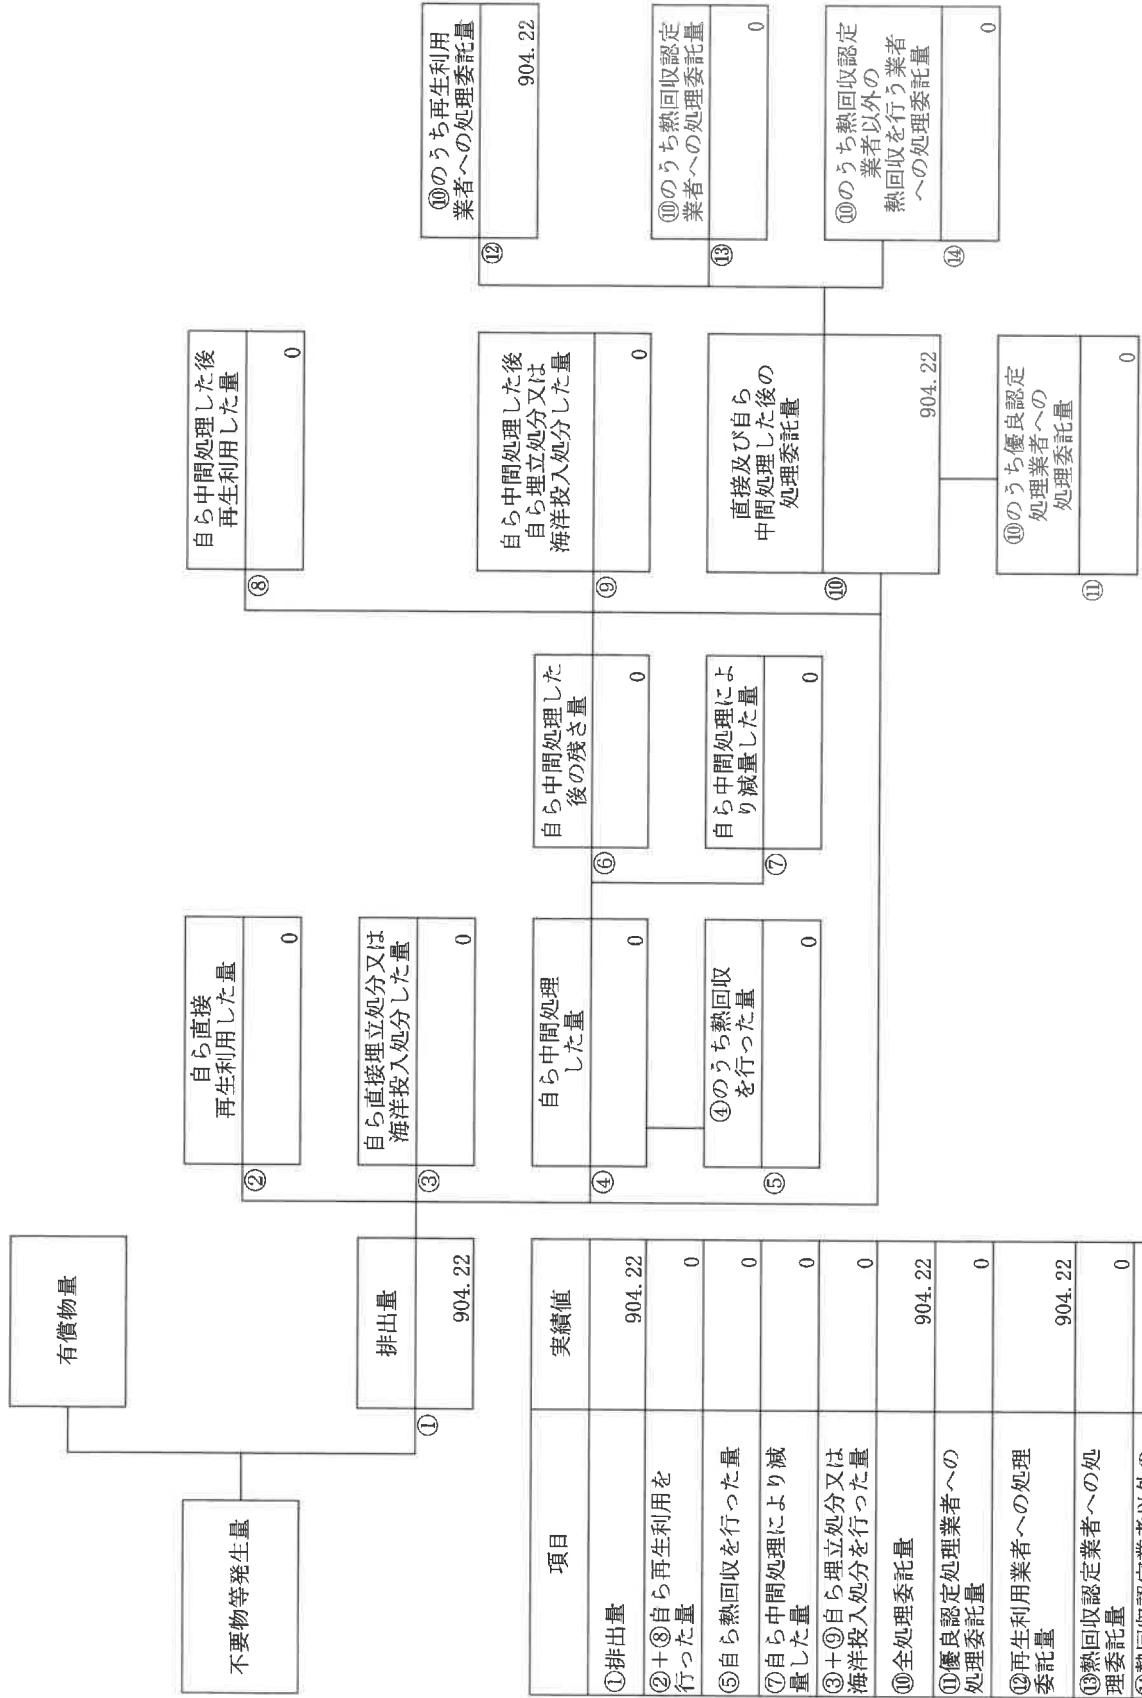 有償物量
不要物等発生量
排出量
①
904.22
自ら直接
再生利用した量
②
0
自ら直接埋立処分又は
海洋投入処分した量
③
0
自ら中間処理
した量
④
0
④のうち熱回収
を行った量
⑤
0
自ら中間処理した
後の残さ量
⑥
0
自ら中間処理によ
り減量した量
⑦
0
自ら中間処理した後
再生利用した量
⑧
0
自ら中間処理した後
自ら埋立処分又は
海洋投入処分した量
⑨
0
直接及び自ら
中間処理した後の
処理委託量
⑩
904.22
⑩のうち優良認定
処理業者への
処理委託量
⑪
0
⑩のうち再生利用
業者への処理委託量
⑫
904.22
⑩のうち熱回収認定
業者への処理委託量
⑬
0
⑩のうち熱回収認定
業者以外の
熱回収を行う業者
への処理委託量
⑭
0
項目 実績値
①排出量 904.22
②+⑧自ら再生利用を
行った量 0
⑤自ら熱回収を行った量 0
⑦自ら中間処理により減
量した量 0
③+⑨自ら埋立処分又は
海洋投入処分を行った量 0
⑩全処理委託量 904.22
⑪優良認定処理業者への
処理委託量 0
⑫再生利用業者への処理
委託量 904.22
⑬熱回収認定業者への処
理委託量 0